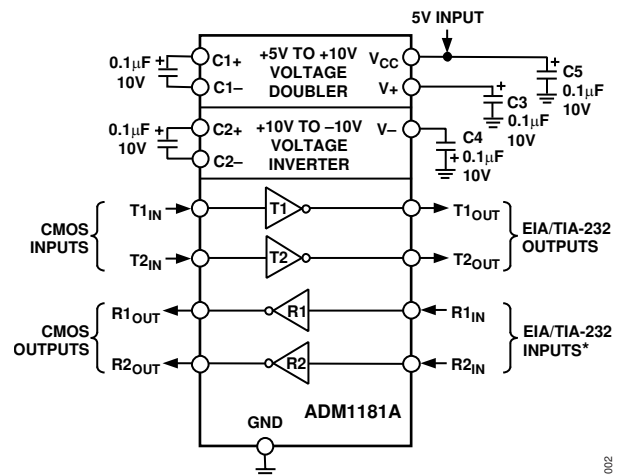 5V INPUT
0.1µF
10V
+
C1+
C1–
+5V TO +10V
VOLTAGE
DOUBLER
VCC
V+
+
C5
0.1µF
10V
+
C3
0.1µF
10V
0.1µF
10V
+
C2+
C2–
+10V TO –10V
VOLTAGE
INVERTER
V–
C4
+
0.1µF
10V
CMOS
INPUTS
T1IN
T1
T1OUT
T2IN
T2
T2OUT
EIA/TIA-232
OUTPUTS
CMOS
OUTPUTS
R1OUT
R1
R1IN
R2OUT
R2
R2IN
EIA/TIA-232
INPUTS*
GND
ADM1181A
002